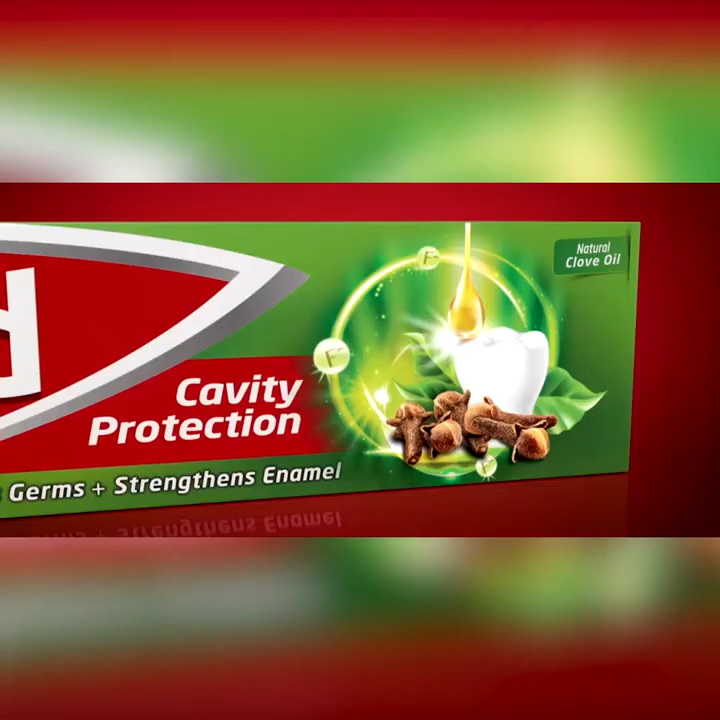 Natural
Clove Oil
Cavity
Protection
Germs + Strengthens Enamel